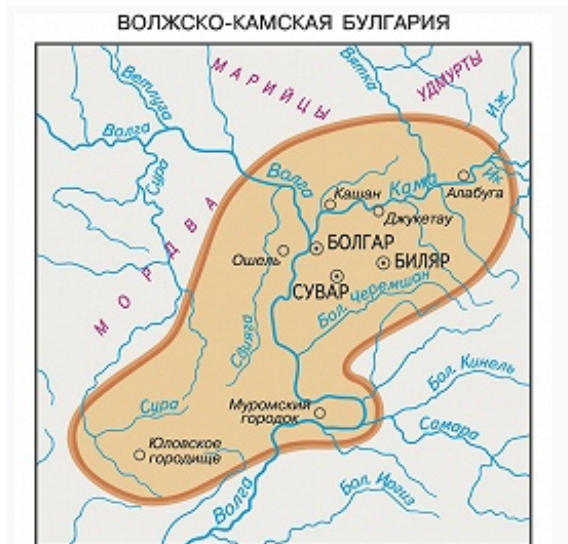 ВОЛЖСКО-КАМСКАЯ БУЛГАРИЯ
Ветлуга
МАРИЙЦЫ
Вятка
УДМУРТЫ
Иж
Волга
Сура
Волга
Кашан
Кама
Алабуга
Ик
Джукетау
МОРДВА
Ошель
БОЛГАР
БИЛЯР
СУВАР
Бол. Черемшан
Свияга
Бол. Кинель
Сура
Муромский
городок
Самара
Юловское
городище
Волга
Бол. Иргиз